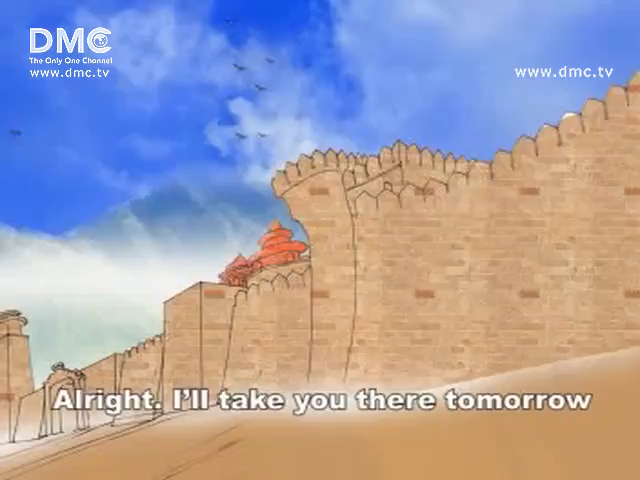 DMC
The Only One Channel
www.dmc.tv
www.dmc.tv
Alright. I'll take you there tomorrow